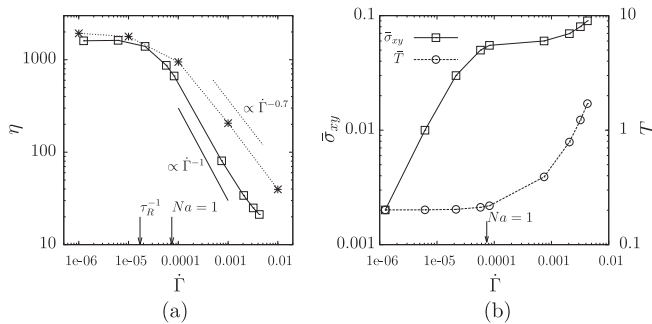 1000
100
10
η
∝ Γ̇^{-0.7}
∝ Γ̇^{-1}
τ_R^{-1}
Na = 1
1e-06 1e-05 0.0001 0.001 0.01
Γ̇
(a)
0.1
0.01
0.001
σ̄_{xy}
σ̄_{xy}
T̄
10
1
0.1
T
Na = 1
1e-06 1e-05 0.0001 0.001 0.01
Γ̇
(b)